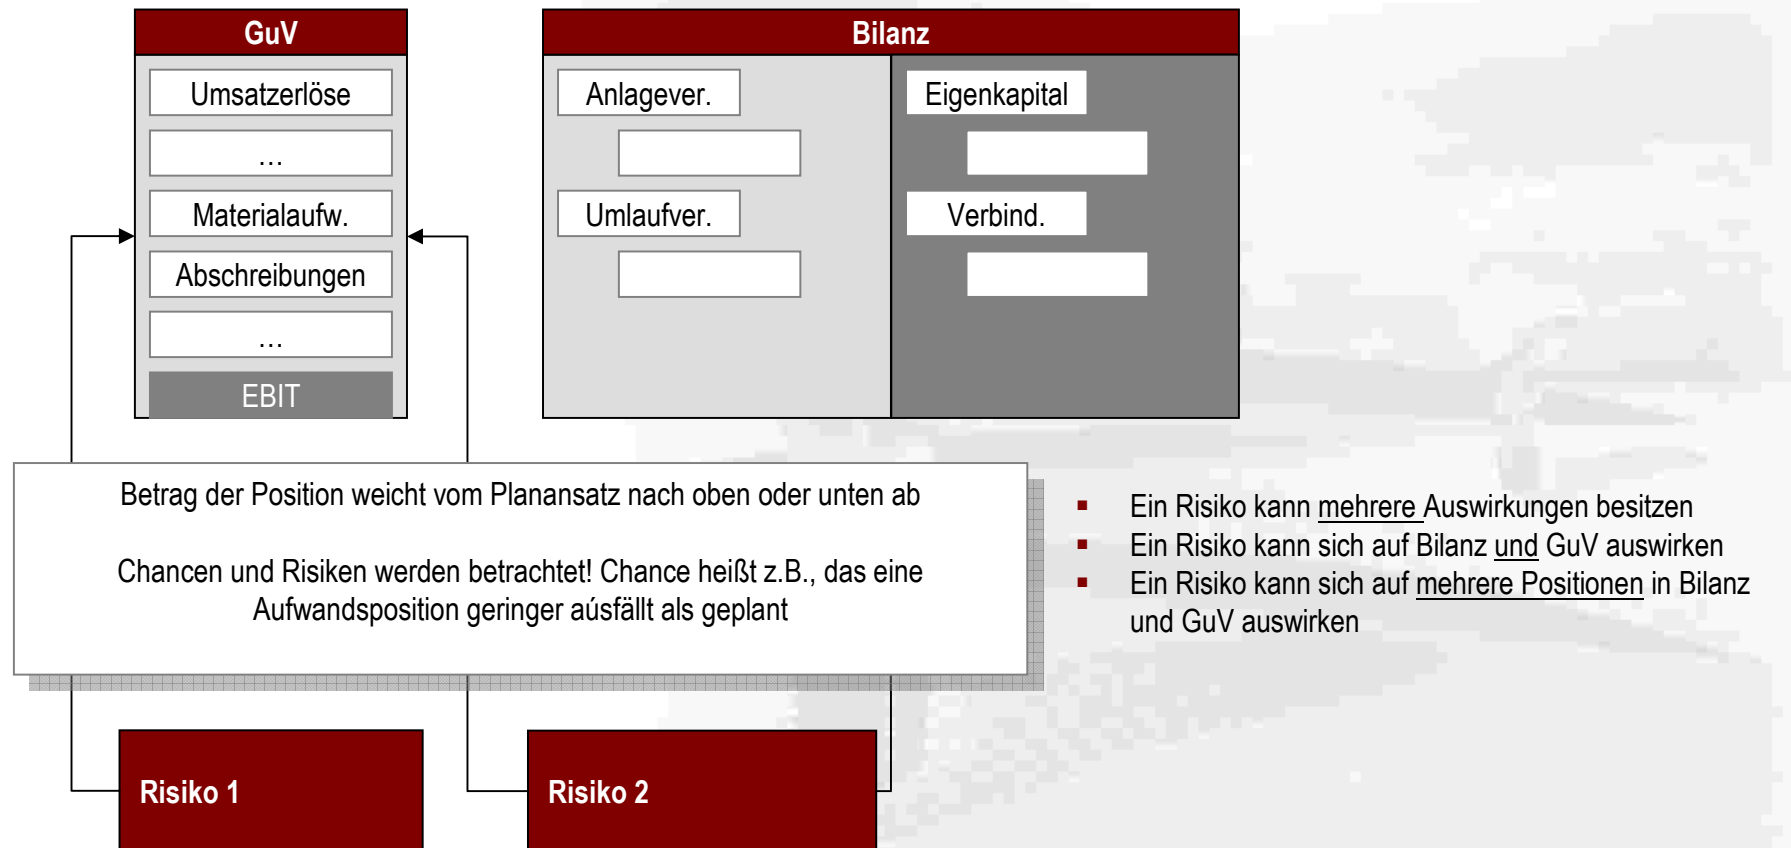 GuV
Umsatzerlöse
…
Materialaufw.
Abschreibungen
…
EBIT
Bilanz
Anlagever.
Umlaufver.
Eigenkapital
Verbind.
Betrag der Position weicht vom Planansatz nach oben oder unten ab
Chancen und Risiken werden betrachtet! Chance heißt z.B., das eine
Aufwandsposition geringer aúsfällt als geplant
▪ Ein Risiko kann mehrere Auswirkungen besitzen
▪ Ein Risiko kann sich auf Bilanz und GuV auswirken
▪ Ein Risiko kann sich auf mehrere Positionen in Bilanz
und GuV auswirken
Risiko 1
Risiko 2